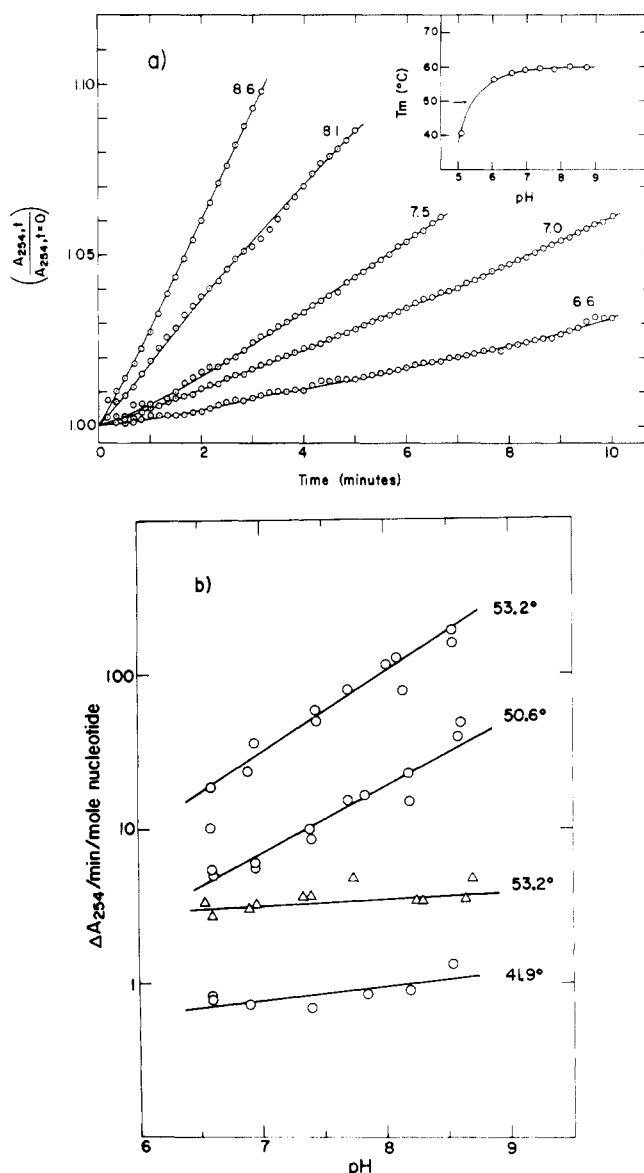 a)
1.10
1.05
1.00
(A254,t / A254,t=0)
8.6
8.1
7.5
7.0
6.6
0 2 4 6 8 10
Time (minutes)
Tm (°C)
70
60
50
40
5 6 7 8 9
pH
b)
ΔA254/min/mole nucleotide
100
10
1
53.2°
50.6°
53.2°
41.9°
6 7 8 9
pH